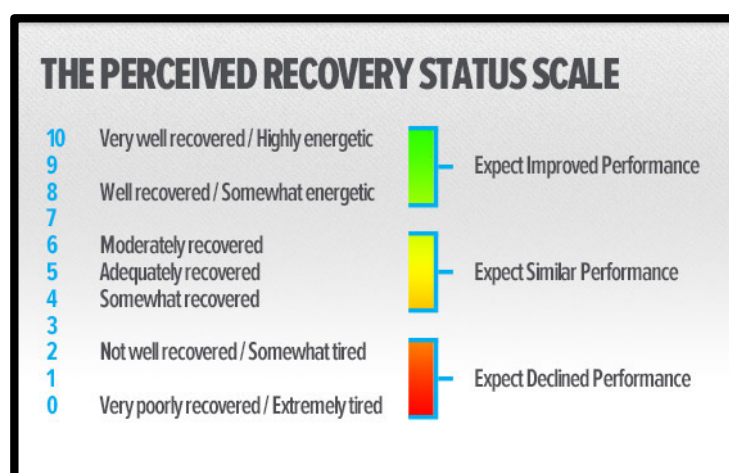 THE PERCEIVED RECOVERY STATUS SCALE
10 Very well recovered / Highly energetic
9 Expect Improved Performance
8 Well recovered / Somewhat energetic
7
6 Moderately recovered
5 Adequately recovered Expect Similar Performance
4 Somewhat recovered
3
2 Not well recovered / Somewhat tired
1 Expect Declined Performance
0 Very poorly recovered / Extremely tired